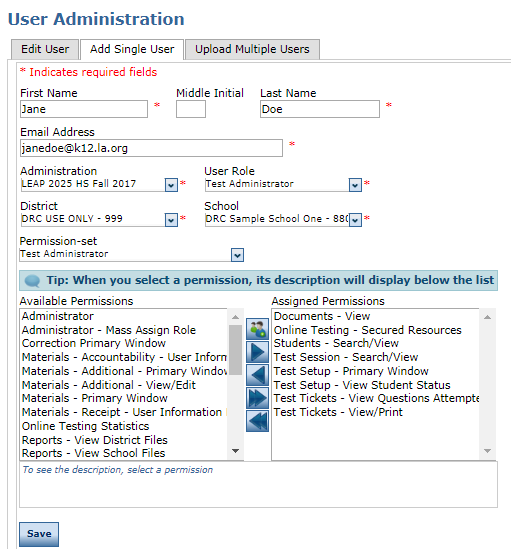 User Administration
Edit User Add Single User Upload Multiple Users
* Indicates required fields
First Name Middle Initial Last Name
Jane * Doe *
Email Address
janedoe@k12.la.org *
Administration User Role
LEAP 2025 HS Fall 2017 * Test Administrator *
District School
DRC USE ONLY - 999 * DRC Sample School One - 880 *
Permission-set
Test Administrator
Tip: When you select a permission, its description will display below the list
Available Permissions Assigned Permissions
Administrator Documents - View
Administrator - Mass Assign Role Online Testing - Secured Resources
Correction Primary Window Students - Search/View
Materials - Accountability - User Inform Test Session - Search/View
Materials - Additional - Primary Window Test Setup - Primary Window
Materials - Additional - View/Edit Test Setup - View Student Status
Materials - Primary Window Test Tickets - View Questions Attempte
Materials - Receipt - User Information Test Tickets - View/Print
Online Testing Statistics
Reports - View District Files
Reports - View School Files
To see the description, select a permission
Save